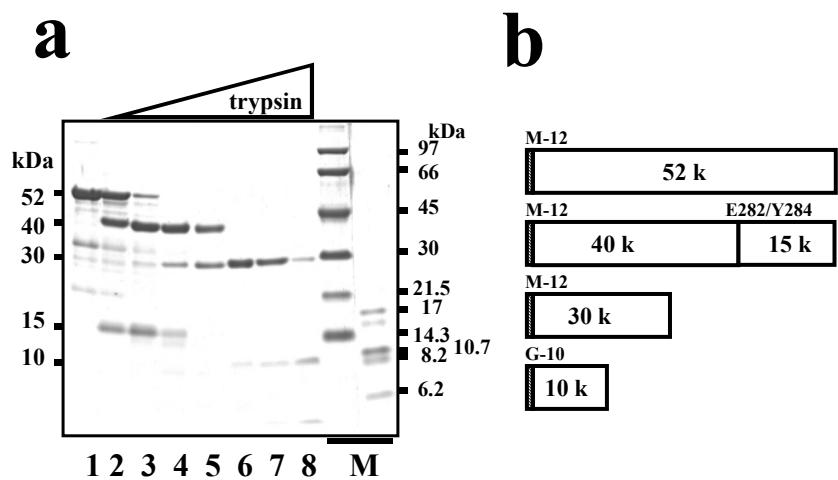 a
b
trypsin
kDa
52
40
30
15
10
kDa
97
66
45
30
21.5
17
14.3
10.7
8.2
6.2
1 2 3 4 5 6 7 8 M
M-12
52 k
M-12 E282/Y284
40 k 15 k
M-12
30 k
G-10
10 k